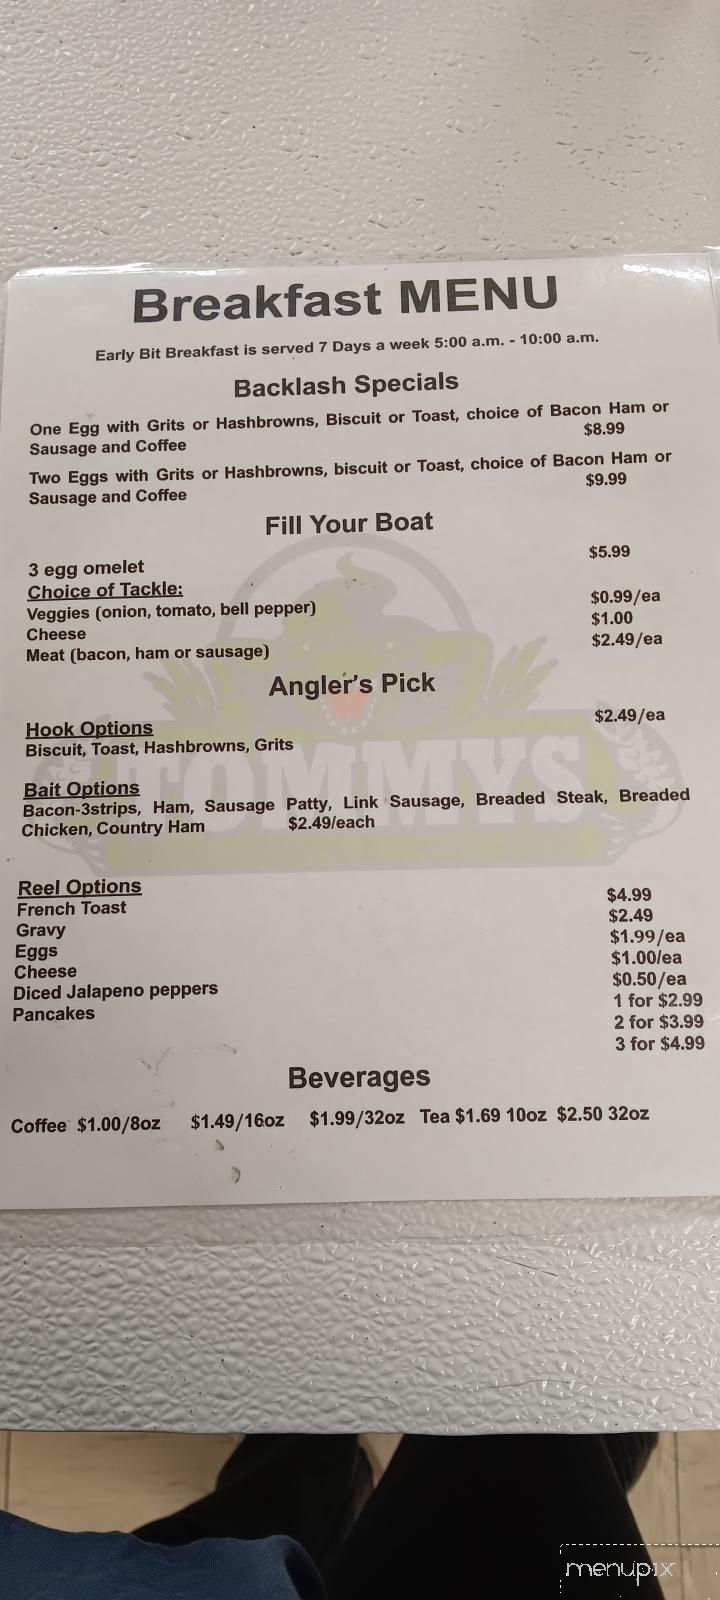 Breakfast MENU
Early Bit Breakfast is served 7 Days a week 5:00 a.m. - 10:00 a.m.
Backlash Specials
One Egg with Grits or Hashbrowns, Biscuit or Toast, choice of Bacon Ham or
Sausage and Coffee $8.99
Two Eggs with Grits or Hashbrowns, biscuit or Toast, choice of Bacon Ham or
Sausage and Coffee $9.99
Fill Your Boat
3 egg omelet $5.99
Choice of Tackle:
Veggies (onion, tomato, bell pepper) $0.99/ea
Cheese $1.00
Meat (bacon, ham or sausage) $2.49/ea
Angler's Pick
Hook Options $2.49/ea
Biscuit, Toast, Hashbrowns, Grits
TOMMYS
Bait Options
Bacon-3strips, Ham, Sausage Patty, Link Sausage, Breaded Steak, Breaded
Chicken, Country Ham $2.49/each
Reel Options
French Toast $4.99
Gravy $2.49
Eggs $1.99/ea
Cheese $1.00/ea
Diced Jalapeno peppers $0.50/ea
Pancakes 1 for $2.99
2 for $3.99
3 for $4.99
Beverages
Coffee $1.00/8oz $1.49/16oz $1.99/32oz Tea $1.69 10oz $2.50 32oz
menupix